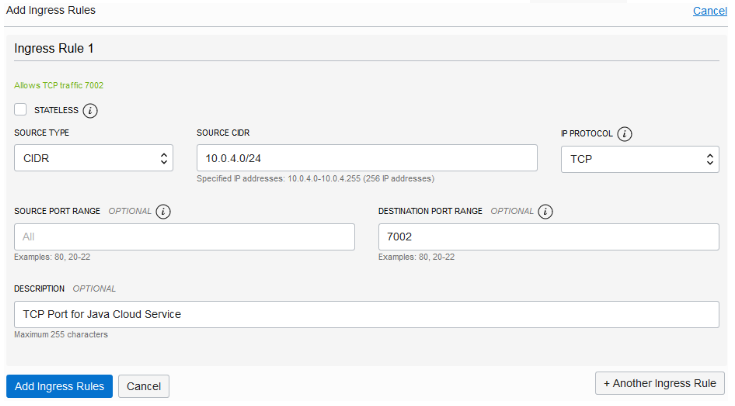 Add Ingress Rules Cancel
Ingress Rule 1
Allows TCP traffic 7002
STATELESS i
SOURCE TYPE SOURCE CIDR IP PROTOCOL i
CIDR 10.0.4.0/24 TCP
Specified IP addresses: 10.0.4.0-10.0.4.255 (256 IP addresses)
SOURCE PORT RANGE OPTIONAL i DESTINATION PORT RANGE OPTIONAL i
All 7002
Examples: 80, 20-22 Examples: 80, 20-22
DESCRIPTION OPTIONAL
TCP Port for Java Cloud Service
Maximum 255 characters
Add Ingress Rules Cancel + Another Ingress Rule